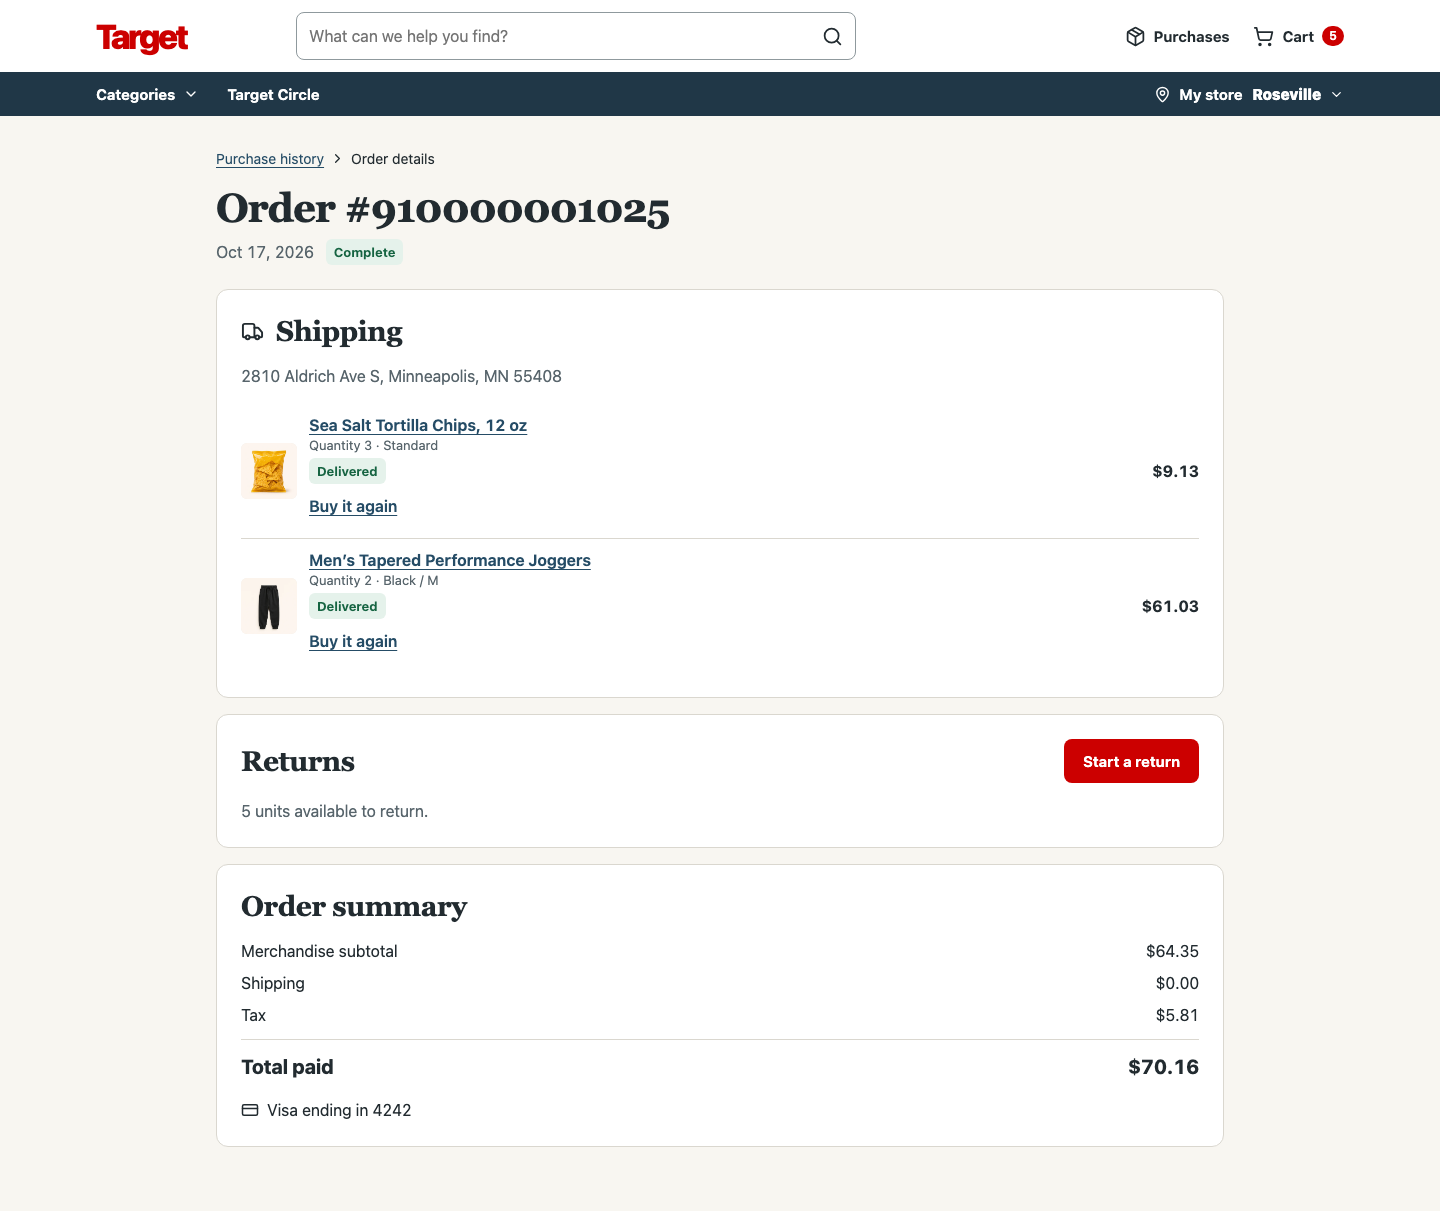 Target
What can we help you find?
Purchases
Cart 5
Categories
Target Circle
My store Roseville
Purchase history > Order details
Order #910000001025
Oct 17, 2026
Complete
Shipping
2810 Aldrich Ave S, Minneapolis, MN 55408
Sea Salt Tortilla Chips, 12 oz
Quantity 3 · Standard
Delivered
$9.13
Buy it again
Men’s Tapered Performance Joggers
Quantity 2 · Black / M
Delivered
$61.03
Buy it again
Returns
Start a return
5 units available to return.
Order summary
Merchandise subtotal $64.35
Shipping $0.00
Tax $5.81
Total paid $70.16
Visa ending in 4242